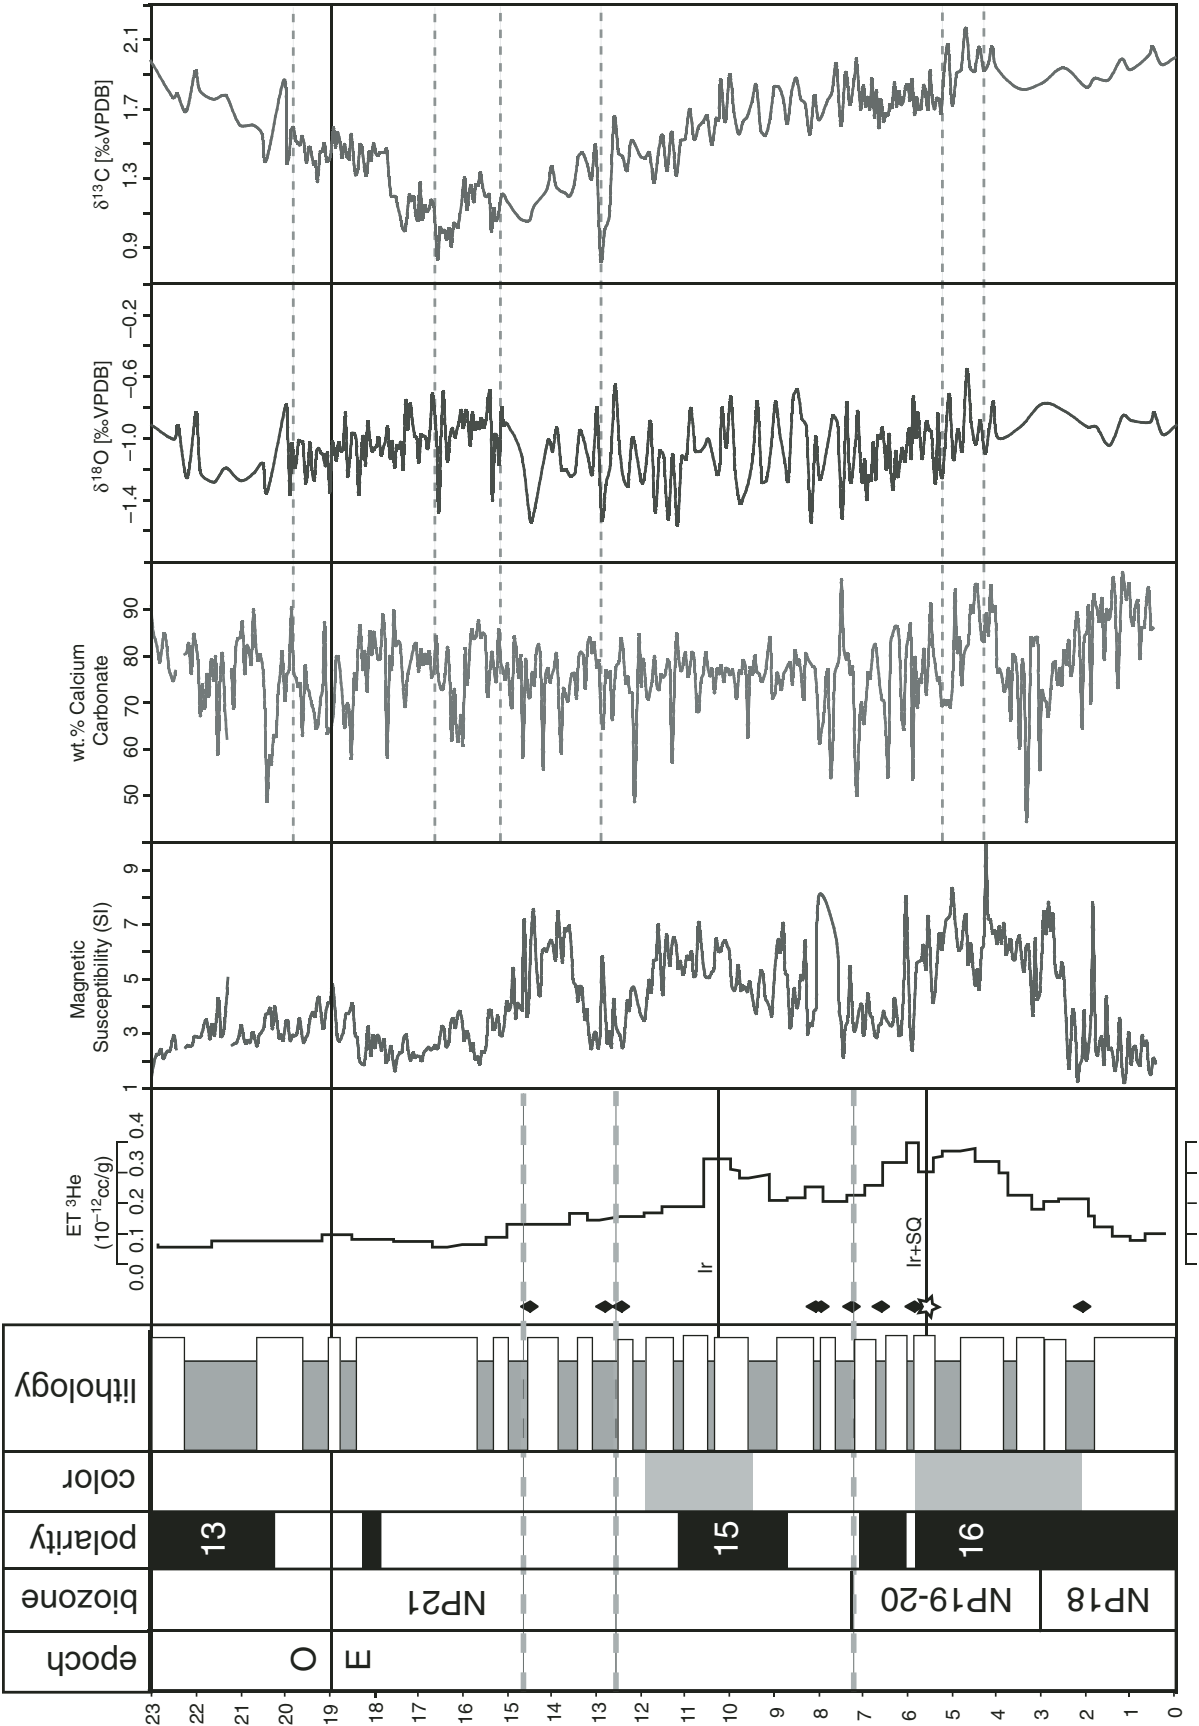 δ13C [‰VPDB]
0.9 1.3 1.7 2.1
δ18O [‰VPDB]
−1.4 −1.0 −0.6 −0.2
wt.% Calcium
Carbonate
50 60 70 80 90
Magnetic
Susceptibility (SI)
1 3 5 7 9
ET 3He
(10−12cc/g)
0.0 0.1 0.2 0.3 0.4
Ir
Ir+SQ
lithology
color
polarity
13
15
16
biozone
NP21
NP19-20
NP18
epoch
O
E
23 22 21 20 19 18 17 16 15 14 13 12 11 10 9 8 7 6 5 4 3 2 1 0